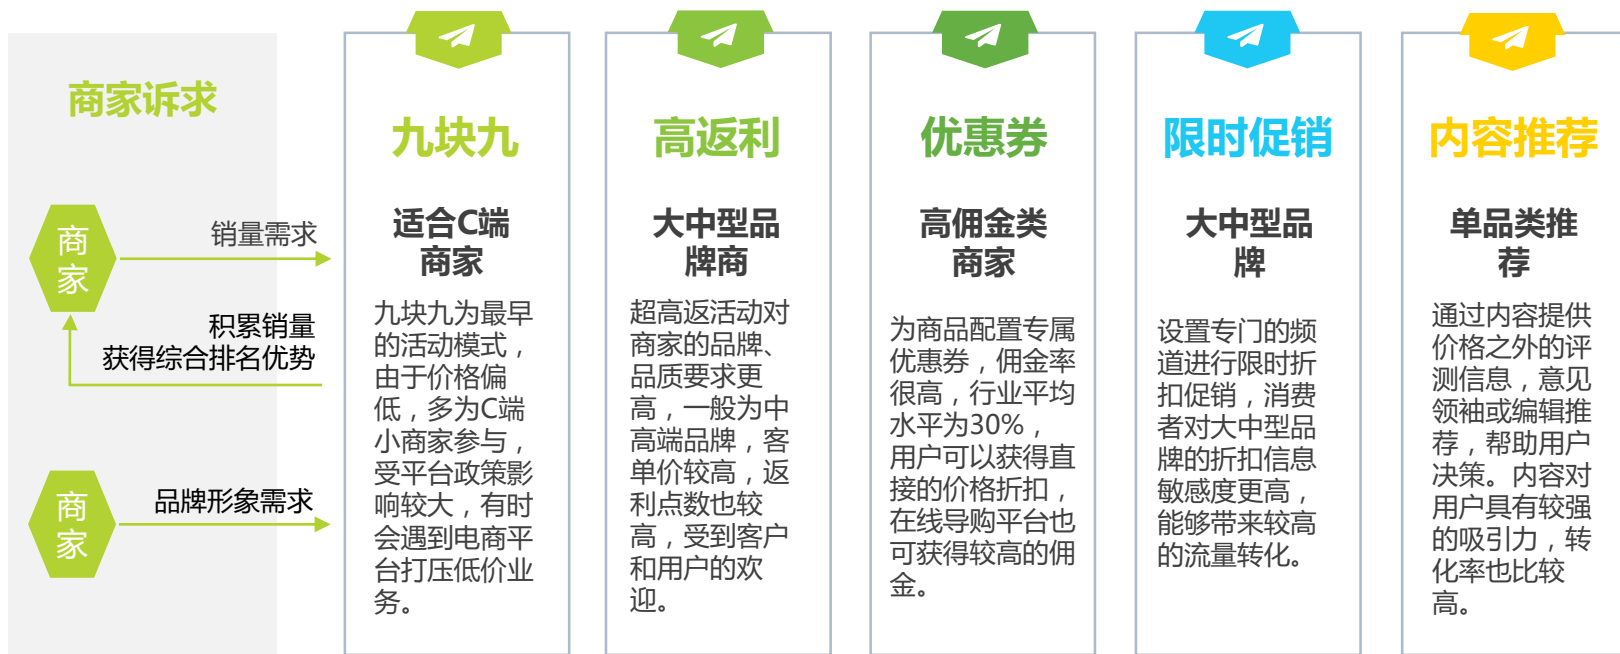 商家诉求
商
家
销量需求
积累销量
获得综合排名优势
商
家
品牌形象需求
九块九
适合C端
商家
九块九为最早
的活动模式，
由于价格偏
低，多为C端
小商家参与，
受平台政策影
响较大，有时
会遇到电商平
台打压低价业
务。
高返利
大中型品
牌商
超高返活动对
商家的品牌、
品质要求更
高，一般为中
高端品牌，客
单价较高，返
利点数也较
高，受到客户
和用户的欢
迎。
优惠券
高佣金类
商家
为商品配置专属
优惠券，佣金率
很高，行业平均
水平为30%，
用户可以获得直
接的价格折扣，
在线导购平台也
可获得较高的佣
金。
限时促销
大中型品
牌
设置专门的频
道进行限时折
扣促销，消费
者对大中型品
牌的折扣信息
敏感度更高，
能够带来较高
的流量转化。
内容推荐
单品类推
荐
通过内容提供
价格之外的评
测信息，意见
领袖或编辑推
荐，帮助用户
决策。内容对
用户具有较强
的吸引力，转
化率也比较
高。